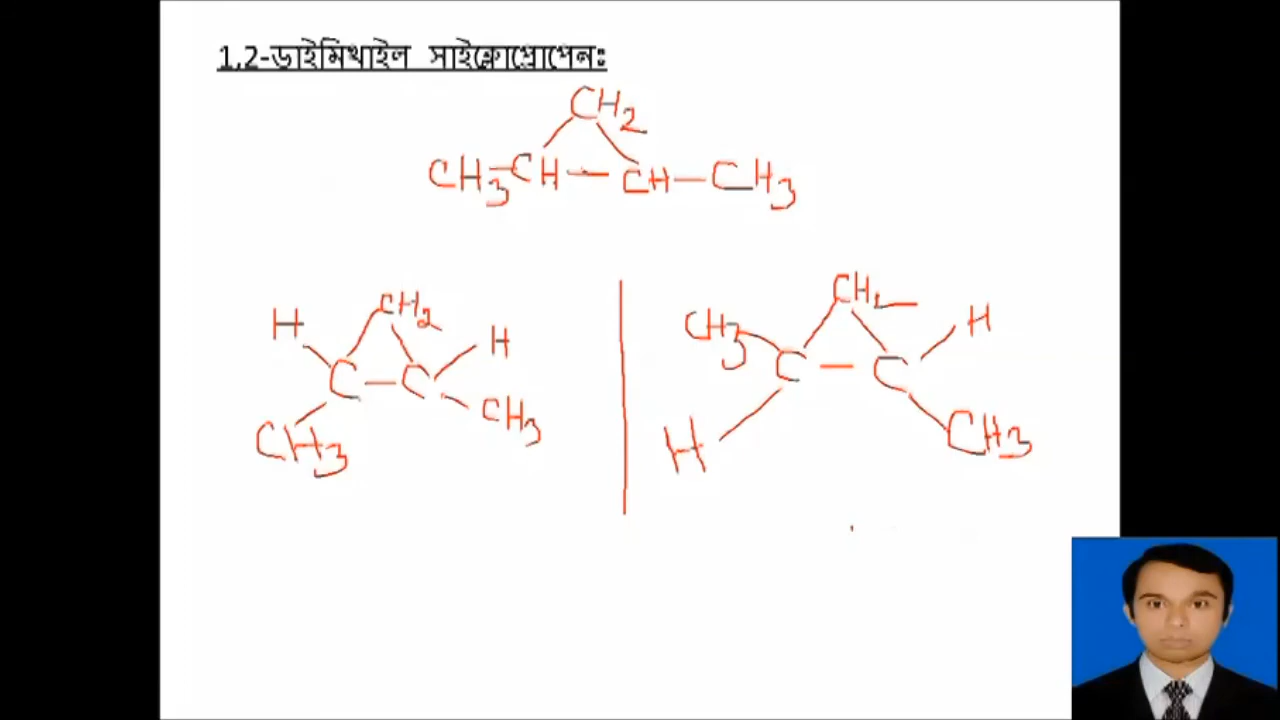 1,2-ডাইমিথাইল সাইক্লোপ্রোপেনঃ
CH2
CH3-CH-CH-CH3
CH2
H H
C-C
CH3 CH3
CH2
CH3 H
C-C
H CH3